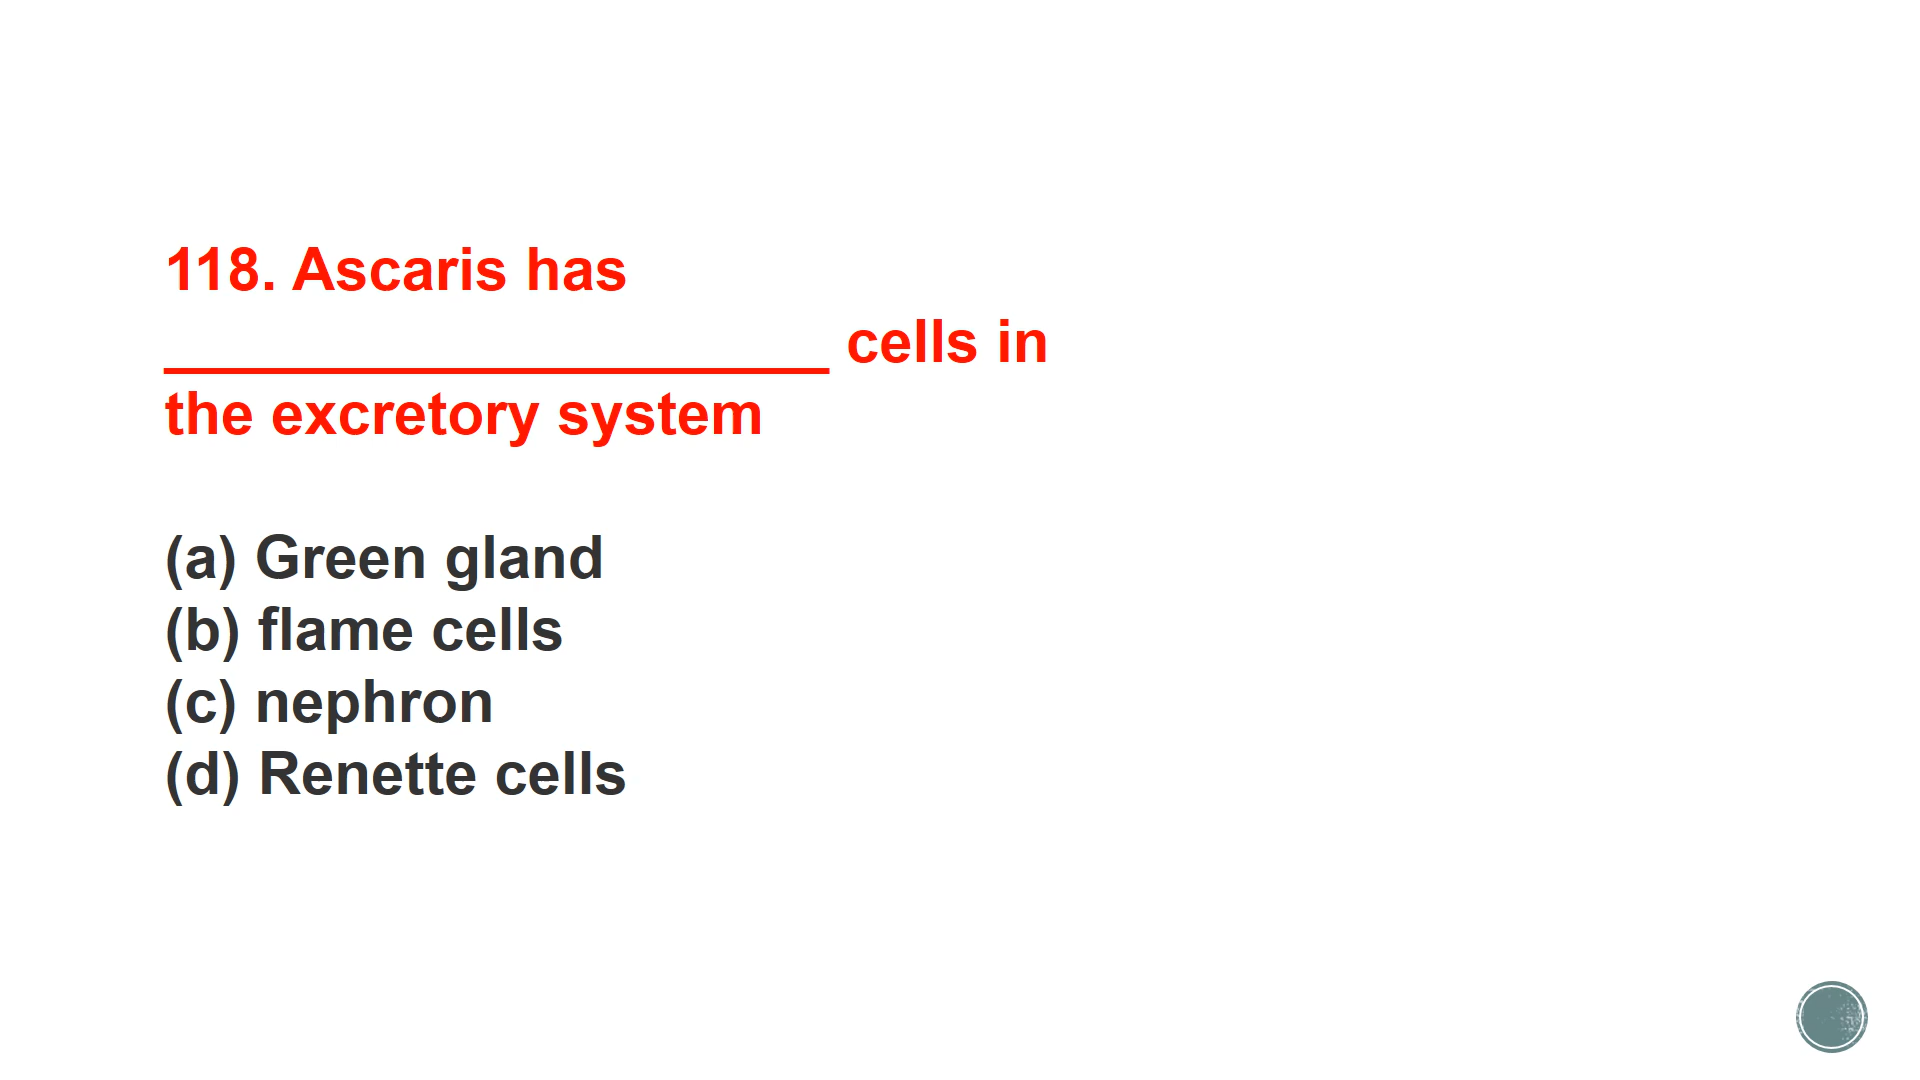 118. Ascaris has
____________________ cells in
the excretory system
(a) Green gland
(b) flame cells
(c) nephron
(d) Renette cells